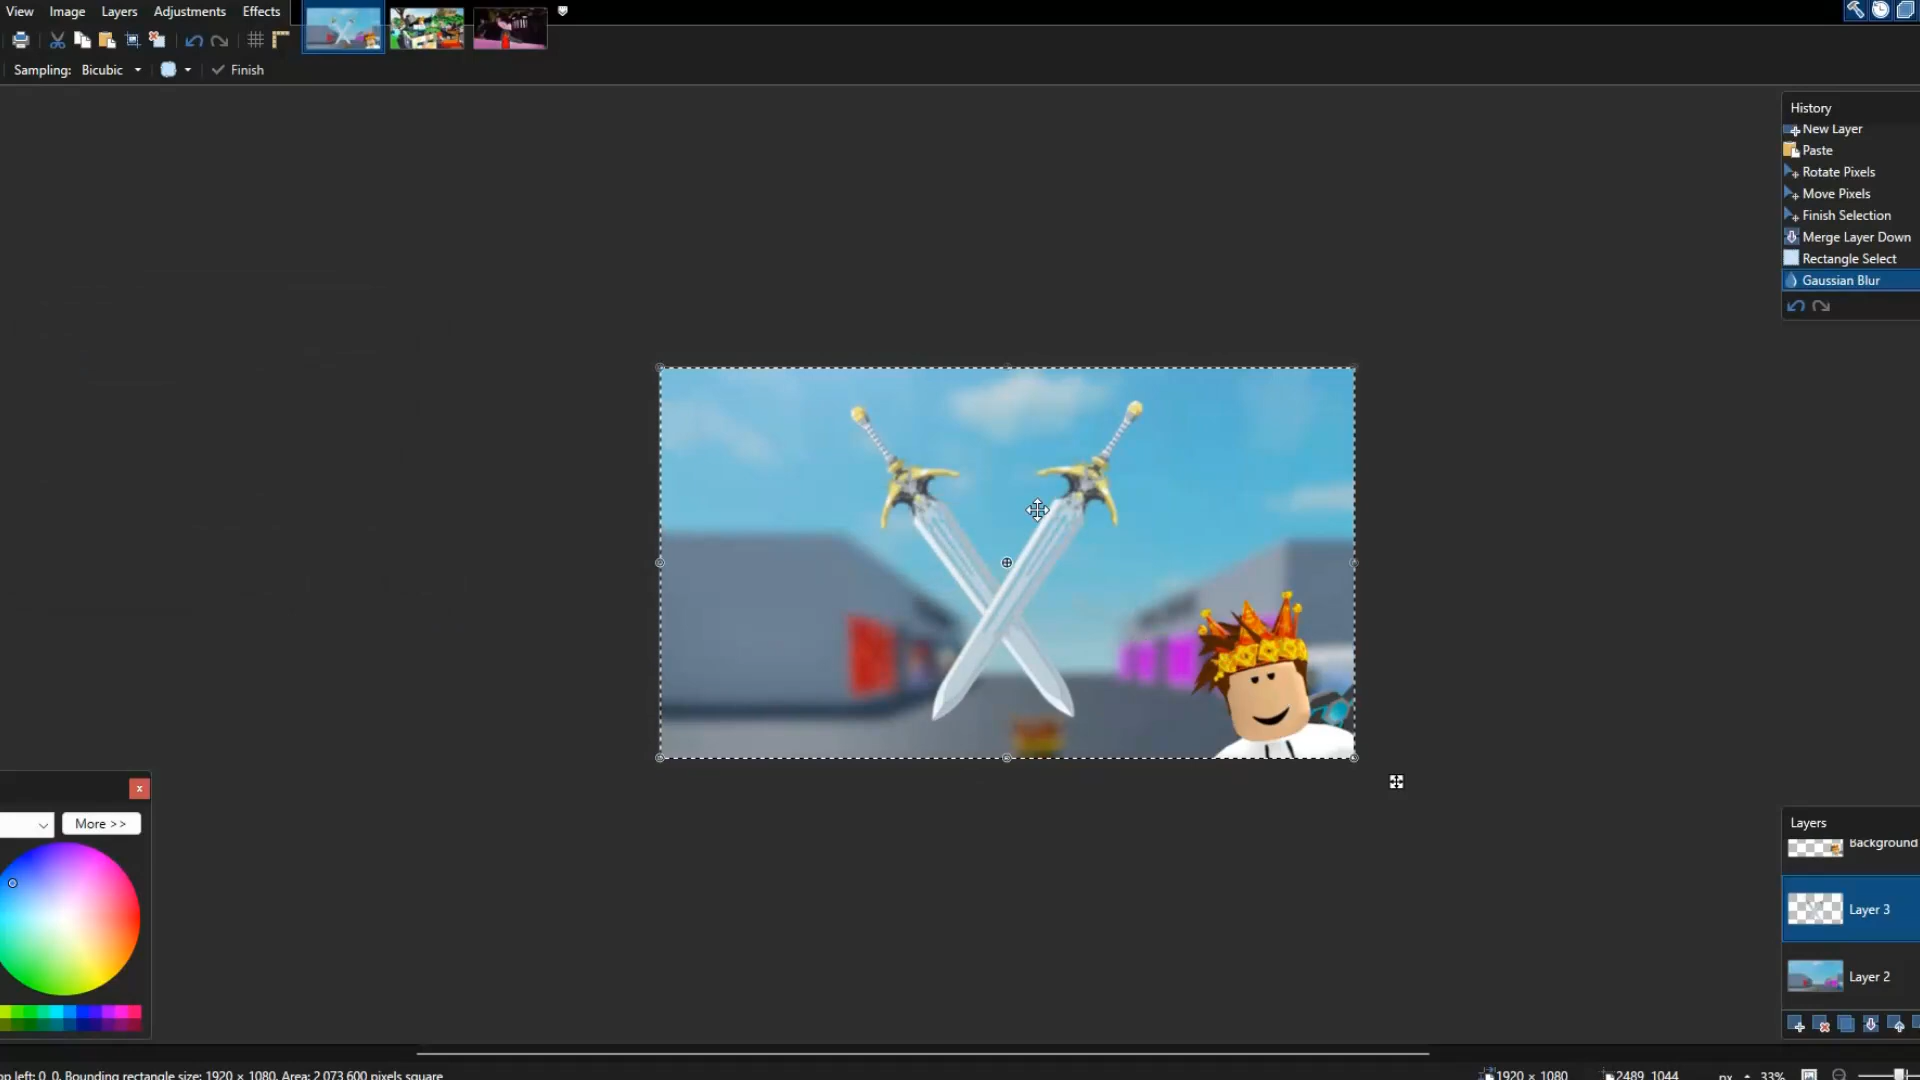 View Image Layers Adjustments Effects
Sampling: Bicubic Finish
History
New Layer
Paste
Rotate Pixels
Move Pixels
Finish Selection
Merge Layer Down
Rectangle Select
Gaussian Blur
x
More >>
Layers
Background
Layer 3
Layer 2
op left: 0, 0. Bounding rectangle size: 1920 × 1080. Area: 2,073,600 pixels square
1920 × 1080
2489, 1044
px
33%